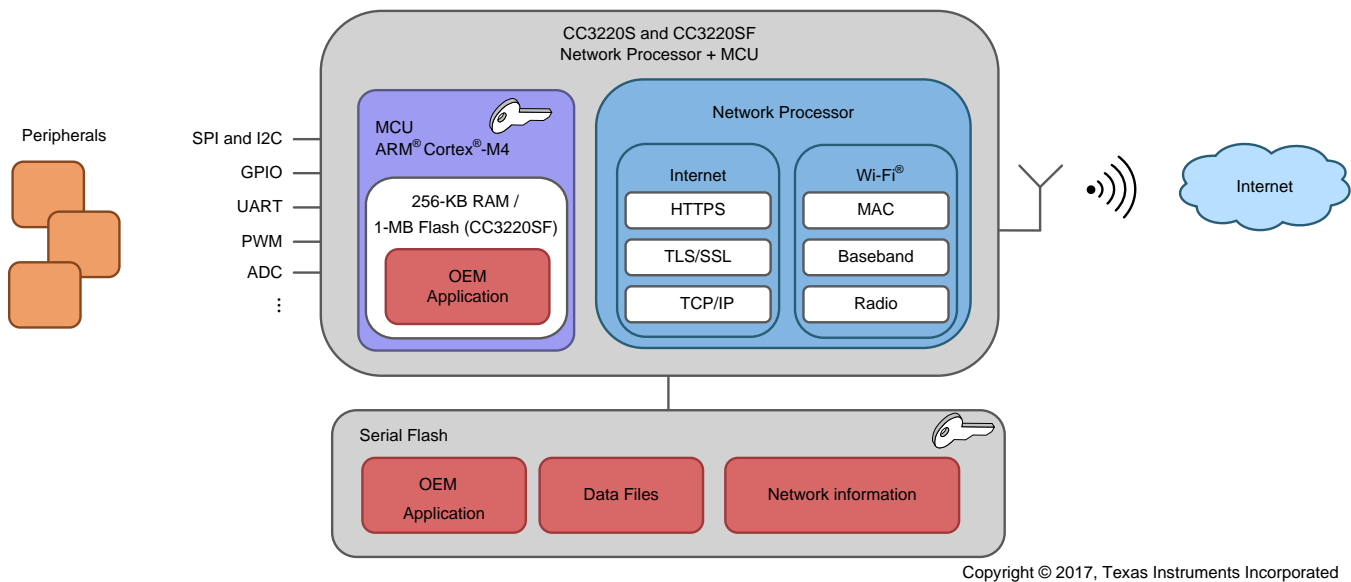 CC3220S and CC3220SF
Network Processor + MCU
Peripherals
SPI and I2C
GPIO
UART
PWM
ADC
⋮
MCU
ARM® Cortex®-M4
256-KB RAM /
1-MB Flash (CC3220SF)
OEM
Application
Network Processor
Internet
HTTPS
TLS/SSL
TCP/IP
Wi-Fi®
MAC
Baseband
Radio
Internet
Serial Flash
OEM
Application
Data Files
Network information
Copyright © 2017, Texas Instruments Incorporated